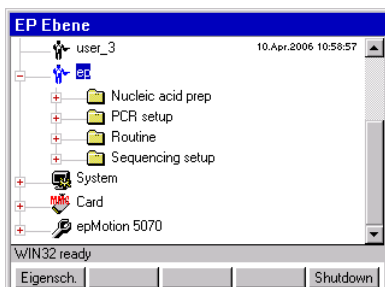 EP Ebene
user_3
10.Apr.2006 10:58:57
ep
Nucleic acid prep
PCR setup
Routine
Sequencing setup
System
Card
epMotion 5070
WIN32 ready
Eigensch. Shutdown